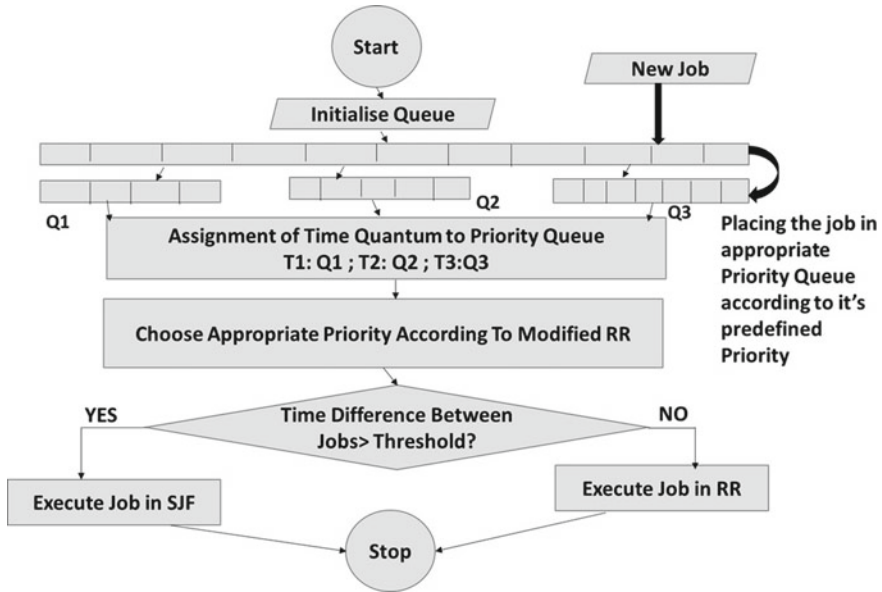 Start
New Job
Initialise Queue
Q1
Q2
Q3
Assignment of Time Quantum to Priority Queue
T1: Q1 ; T2: Q2 ; T3:Q3
Placing the job in
appropriate
Priority Queue
according to it's
predefined
Priority
Choose Appropriate Priority According To Modified RR
Time Difference Between
Jobs> Threshold?
YES
NO
Execute Job in SJF
Execute Job in RR
Stop